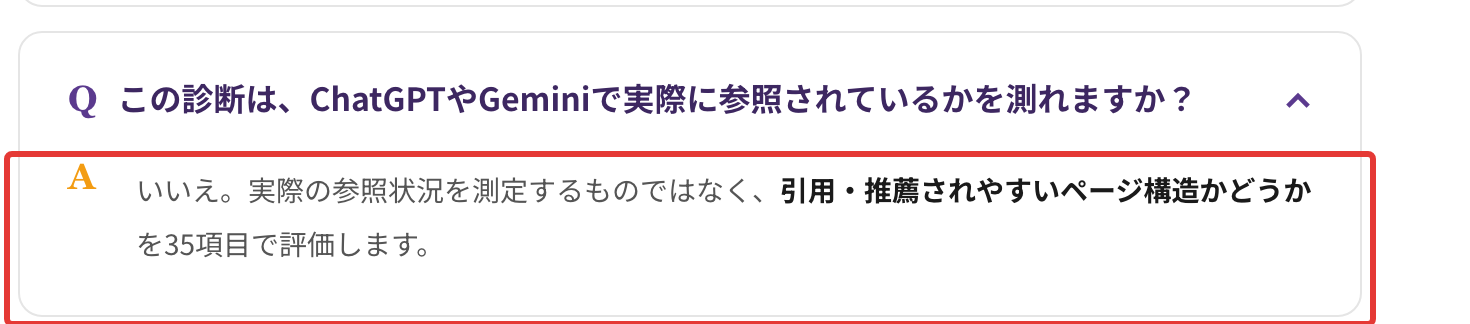 Q この診断は、ChatGPTやGeminiで実際に参照されているかを測れますか？
A いいえ。実際の参照状況を測定するものではなく、引用・推薦されやすいページ構造かどうか
を35項目で評価します。